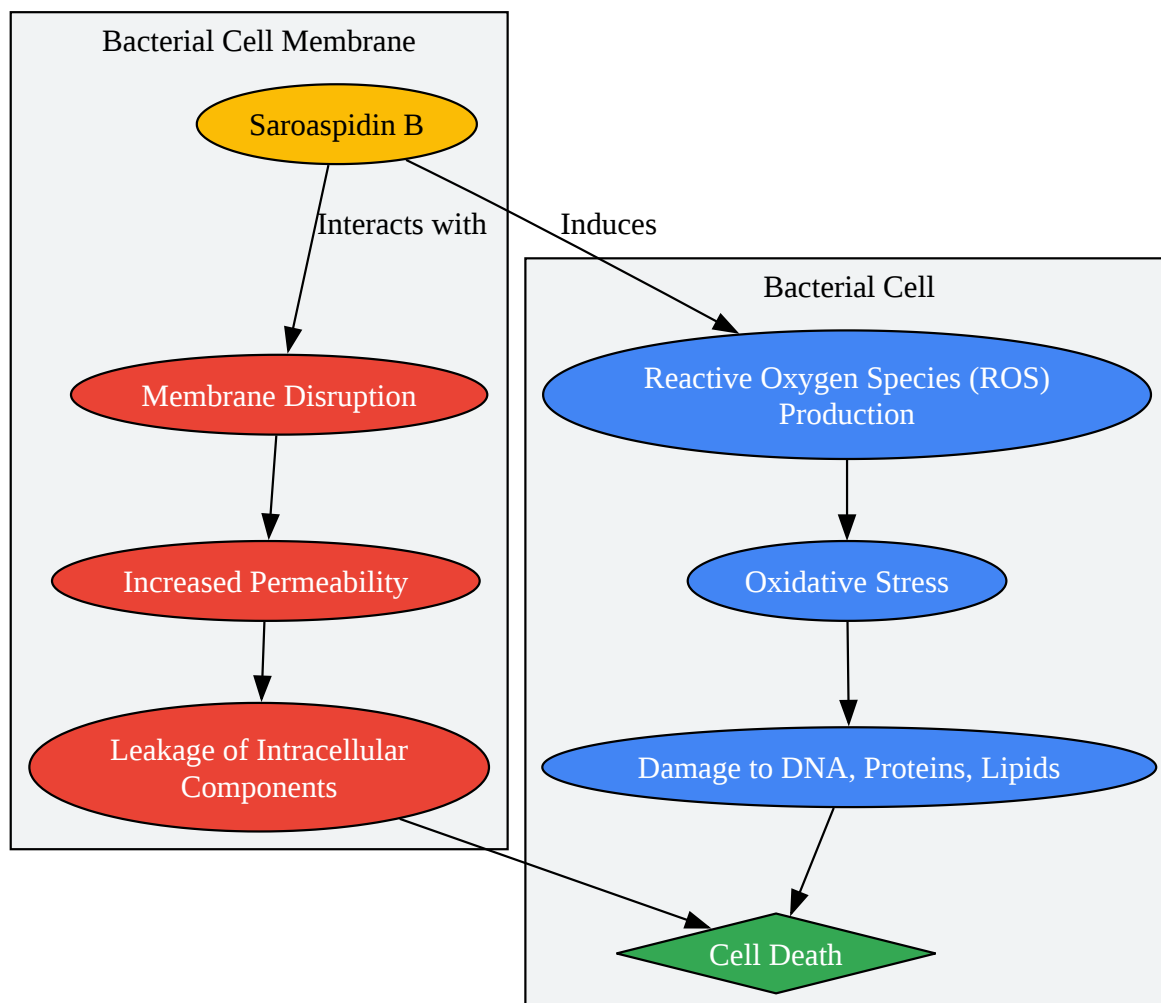 Bacterial Cell Membrane
Saroaspidin B
Interacts with
Induces
Bacterial Cell
Membrane Disruption
Reactive Oxygen Species (ROS)
Production
Increased Permeability
Oxidative Stress
Leakage of Intracellular
Components
Damage to DNA, Proteins, Lipids
Cell Death